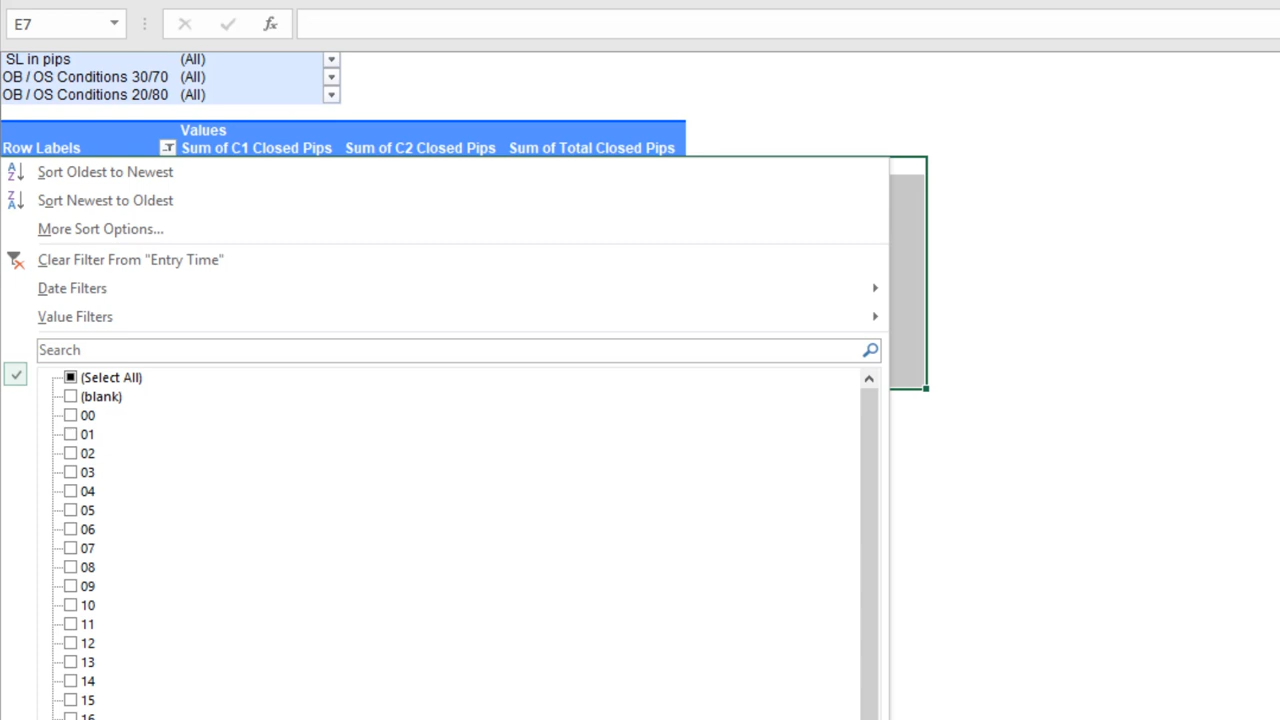 E7
fx
SL in pips (All)
OB / OS Conditions 30/70 (All)
OB / OS Conditions 20/80 (All)
Values
Row Labels Sum of C1 Closed Pips Sum of C2 Closed Pips Sum of Total Closed Pips
Sort Oldest to Newest
Sort Newest to Oldest
More Sort Options...
Clear Filter From "Entry Time"
Date Filters
Value Filters
Search
(Select All)
(blank)
00
01
02
03
04
05
06
07
08
09
10
11
12
13
14
15
16